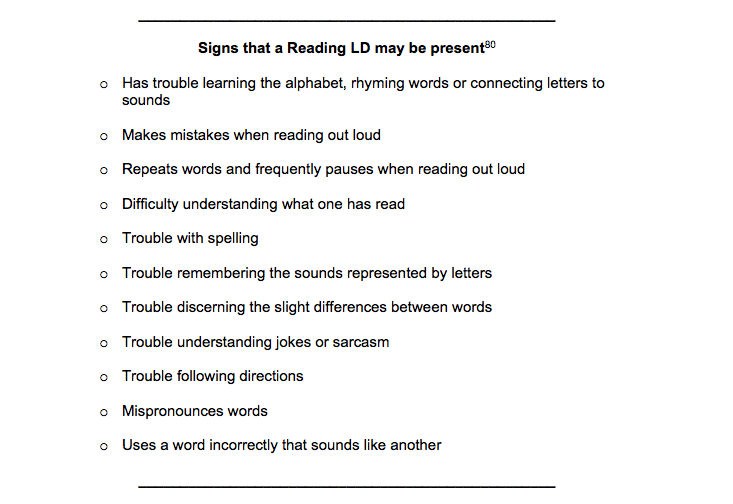 Signs that a Reading LD may be present80
o Has trouble learning the alphabet, rhyming words or connecting letters to
sounds
o Makes mistakes when reading out loud
o Repeats words and frequently pauses when reading out loud
o Difficulty understanding what one has read
o Trouble with spelling
o Trouble remembering the sounds represented by letters
o Trouble discerning the slight differences between words
o Trouble understanding jokes or sarcasm
o Trouble following directions
o Mispronounces words
o Uses a word incorrectly that sounds like another